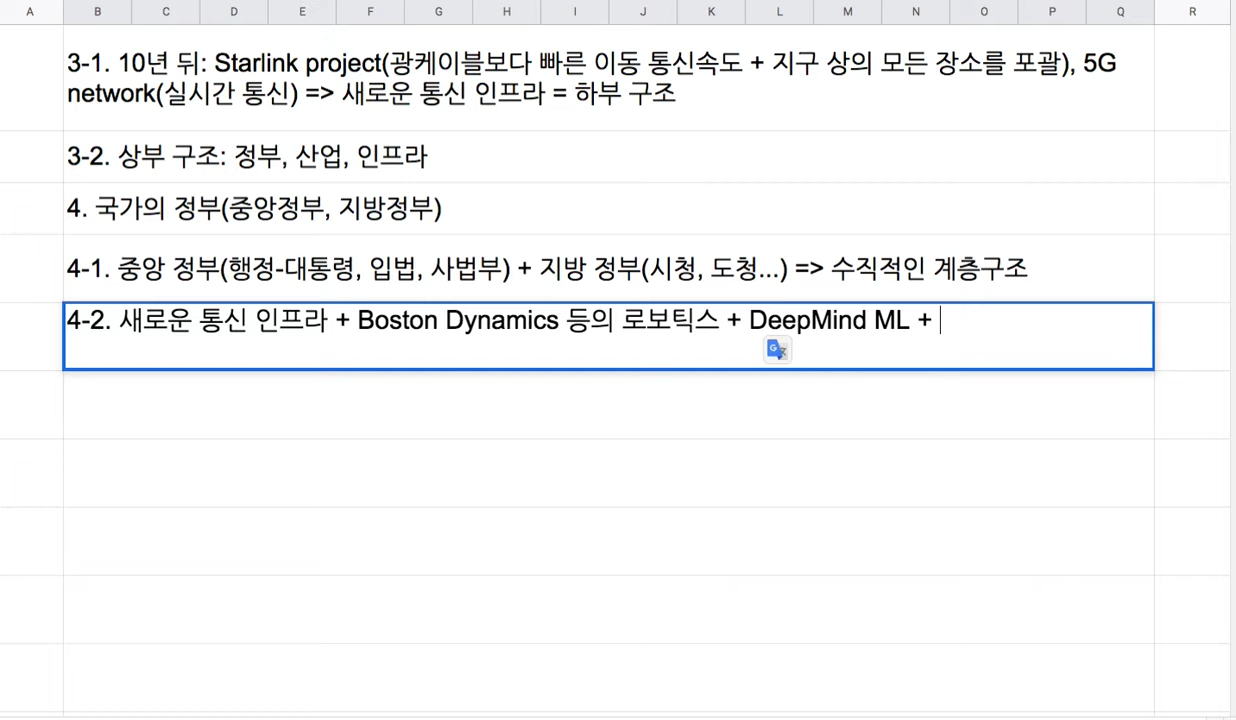 A B C D E F G H I J K L M N O P Q R
3-1. 10년 뒤: Starlink project(광케이블보다 빠른 이동 통신속도 + 지구 상의 모든 장소를 포괄), 5G
network(실시간 통신) => 새로운 통신 인프라 = 하부 구조
3-2. 상부 구조: 정부, 산업, 인프라
4. 국가의 정부(중앙정부, 지방정부)
4-1. 중앙 정부(행정-대통령, 입법, 사법부) + 지방 정부(시청, 도청...) => 수직적인 계층구조
4-2. 새로운 통신 인프라 + Boston Dynamics 등의 로보틱스 + DeepMind ML +